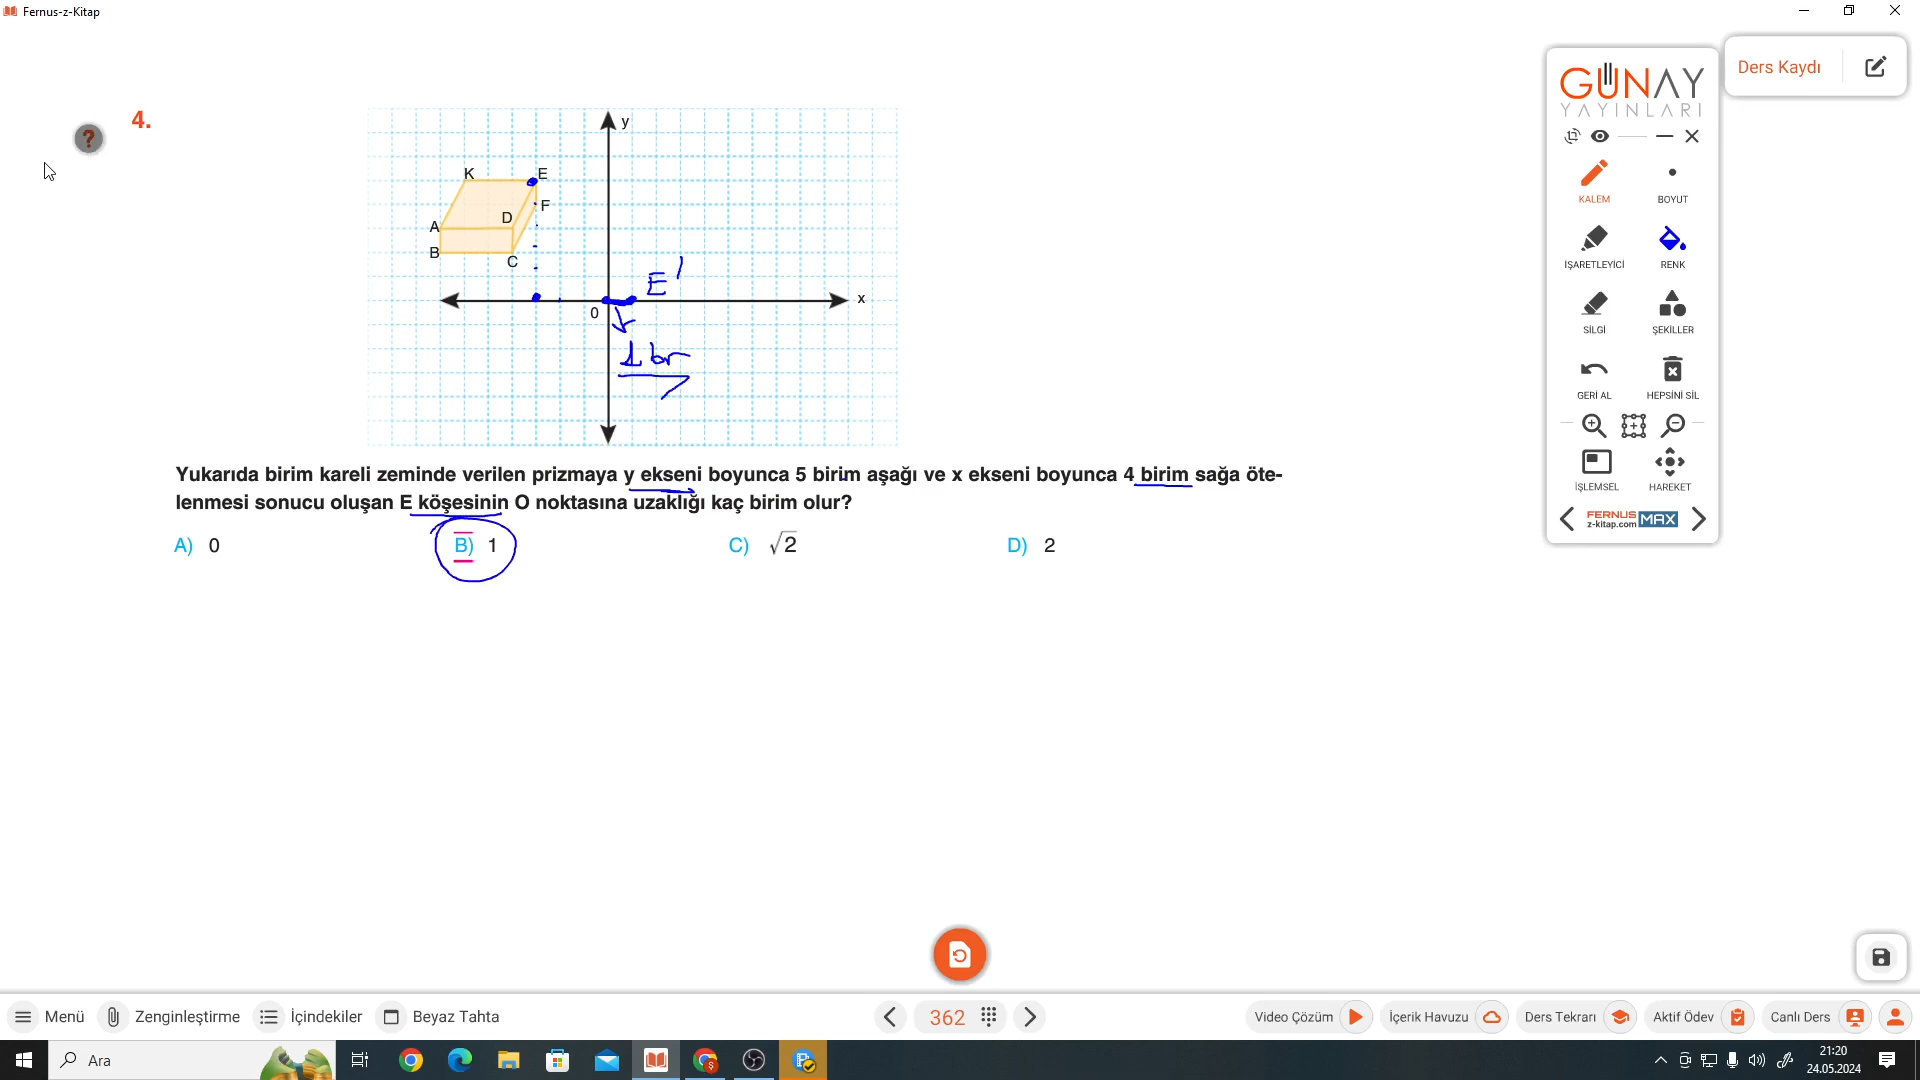 Fernus-z-Kitap
Ders Kaydı
GÜNAY
YAYINLARI
4.
y
K
E
F
D
A
B
C
E'
x
0
1 br
KALEM
BOYUT
İŞARETLEYİCİ
RENK
SİLGİ
ŞEKİLLER
GERİ AL
HEPSİNİ SİL
İŞLEMSEL
HAREKET
FERNUS
z-kitap.com
MAX
Yukarıda birim kareli zeminde verilen prizmaya y ekseni boyunca 5 birim aşağı ve x ekseni boyunca 4 birim sağa öte-
lenmesi sonucu oluşan E köşesinin O noktasına uzaklığı kaç birim olur?
A) 0 B) 1 C) √2 D) 2
Menü Zenginleştirme İçindekiler Beyaz Tahta 362 Video Çözüm İçerik Havuzu Ders Tekrarı Aktif Ödev Canlı Ders
Ara
21:20
24.05.2024